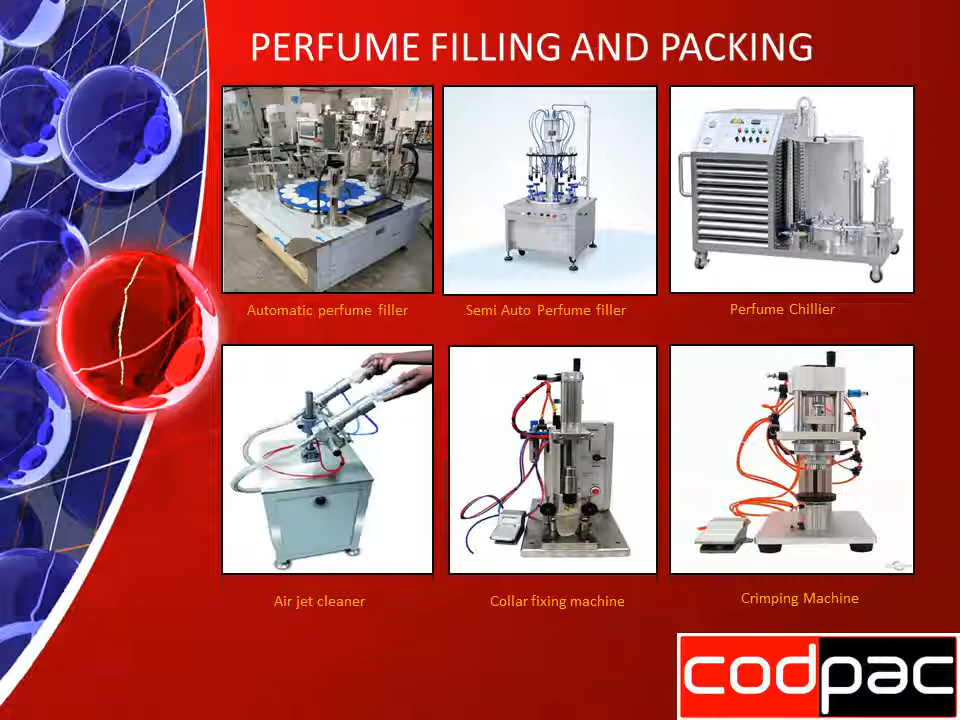 PERFUME FILLING AND PACKING
Automatic perfume filler
Semi Auto Perfume filler
Perfume Chillier
Air jet cleaner
Collar fixing machine
Crimping Machine
codpac